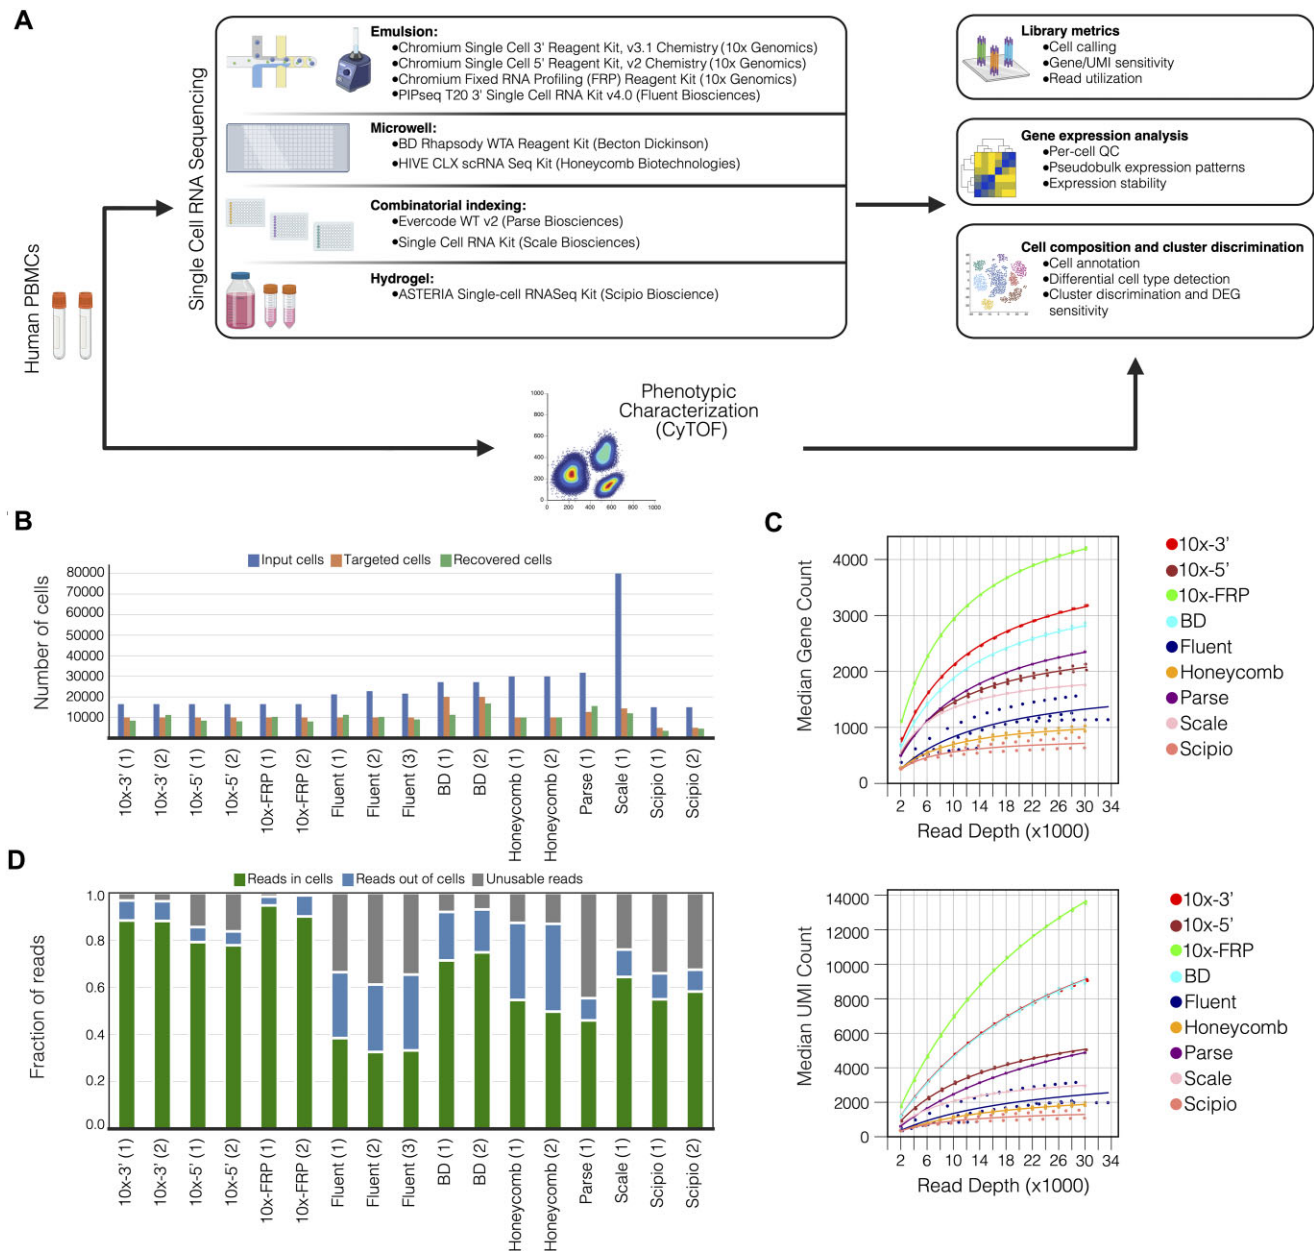 A
Human PBMCs
Single Cell RNA Sequencing
Emulsion:
•Chromium Single Cell 3' Reagent Kit, v3.1 Chemistry (10x Genomics)
•Chromium Single Cell 5' Reagent Kit, v2 Chemistry (10x Genomics)
•Chromium Fixed RNA Profiling (FRP) Reagent Kit (10x Genomics)
•PIPseq T20 3' Single Cell RNA Kit v4.0 (Fluent Biosciences)
Microwell:
•BD Rhapsody WTA Reagent Kit (Becton Dickinson)
•HIVE CLX scRNA Seq Kit (Honeycomb Biotechnologies)
Combinatorial indexing:
•Evercode WT v2 (Parse Biosciences)
•Single Cell RNA Kit (Scale Biosciences)
Hydrogel:
•ASTERIA Single-cell RNASeq Kit (Scipio Bioscience)
Library metrics
•Cell calling
•Gene/UMI sensitivity
•Read utilization
Gene expression analysis
•Per-cell QC
•Pseudobulk expression patterns
•Expression stability
Cell composition and cluster discrimination
•Cell annotation
•Differential cell type detection
•Cluster discrimination and DEG
sensitivity
Phenotypic
Characterization
(CyTOF)
1000
800
600
400
200
0
0 200 400 600 800 1000
B
Input cells Targeted cells Recovered cells
Number of cells
80000
70000
60000
50000
40000
30000
20000
10000
10x-3' (1)
10x-3' (2)
10x-5' (1)
10x-5' (2)
10x-FRP (1)
10x-FRP (2)
Fluent (1)
Fluent (2)
Fluent (3)
BD (1)
BD (2)
Honeycomb (1)
Honeycomb (2)
Parse (1)
Scale (1)
Scipio (1)
Scipio (2)
C
Median Gene Count
4000
3000
2000
1000
0
2 6 10 14 18 22 26 30 34
Read Depth (x1000)
10x-3'
10x-5'
10x-FRP
BD
Fluent
Honeycomb
Parse
Scale
Scipio
Median UMI Count
14000
12000
10000
8000
6000
4000
2000
0
2 6 10 14 18 22 26 30 34
Read Depth (x1000)
10x-3'
10x-5'
10x-FRP
BD
Fluent
Honeycomb
Parse
Scale
Scipio
D
Reads in cells Reads out of cells Unusable reads
Fraction of reads
1.0
0.8
0.6
0.4
0.2
0.0
10x-3' (1)
10x-3' (2)
10x-5' (1)
10x-5' (2)
10x-FRP (1)
10x-FRP (2)
Fluent (1)
Fluent (2)
Fluent (3)
BD (1)
BD (2)
Honeycomb (1)
Honeycomb (2)
Parse (1)
Scale (1)
Scipio (1)
Scipio (2)